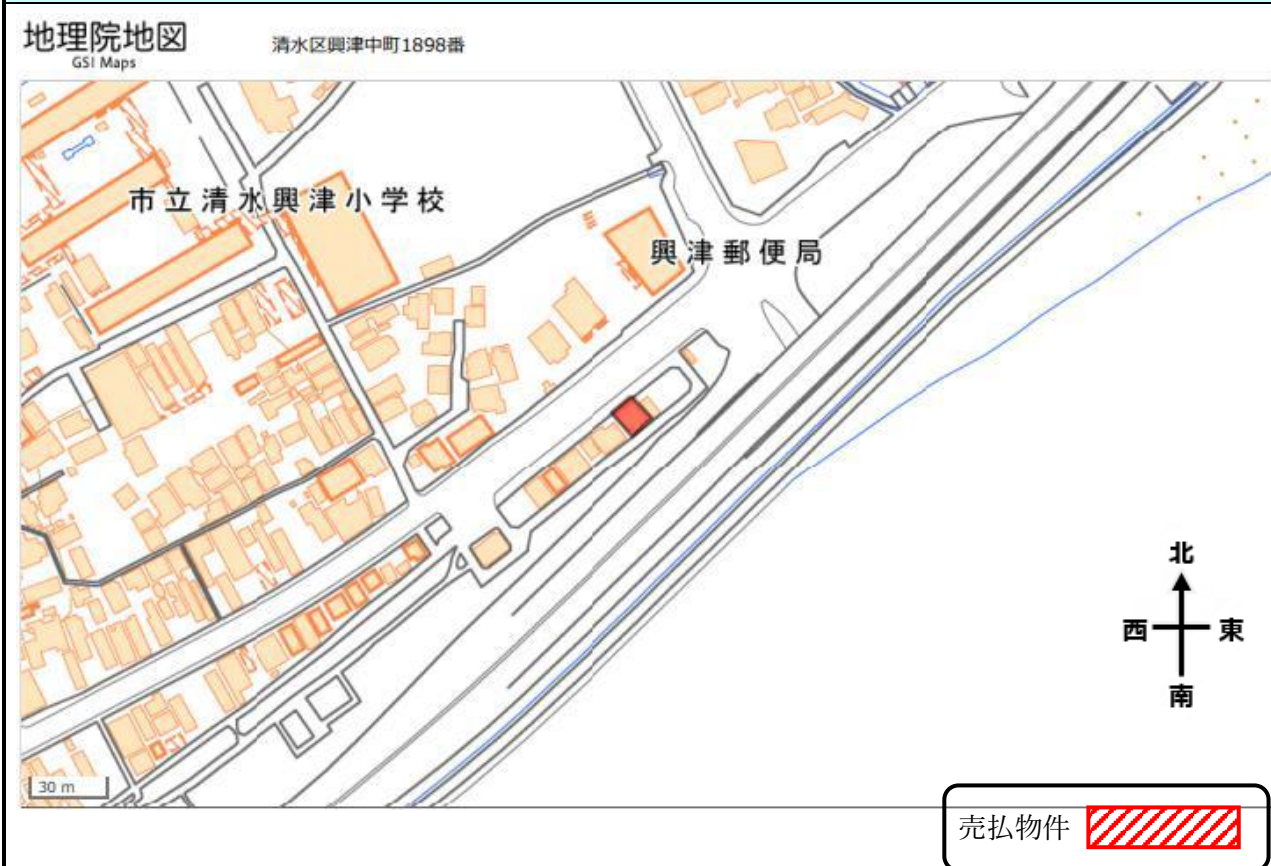 地理院地図
GSI Maps
清水区興津中町1898番
市立清水興津小学校
興津郵便局
北
西 東
南
30 m
売払物件